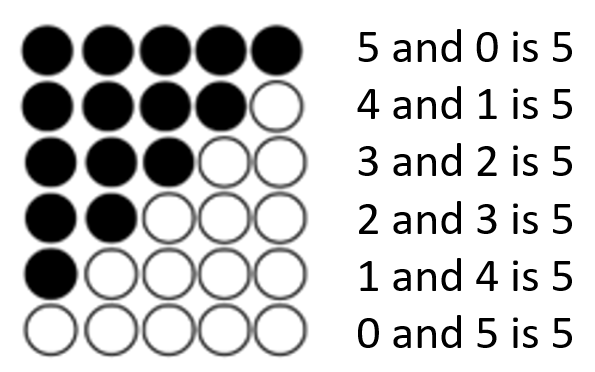 5 and 0 is 5
4 and 1 is 5
3 and 2 is 5
2 and 3 is 5
1 and 4 is 5
0 and 5 is 5